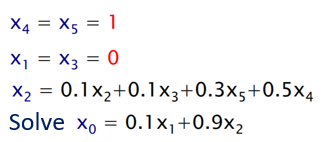 x₄ = x₅ = 1
x₁ = x₃ = 0
x₂ = 0.1x₂+0.1x₃+0.3x₅+0.5x₄
Solve x₀ = 0.1x₁+0.9x₂